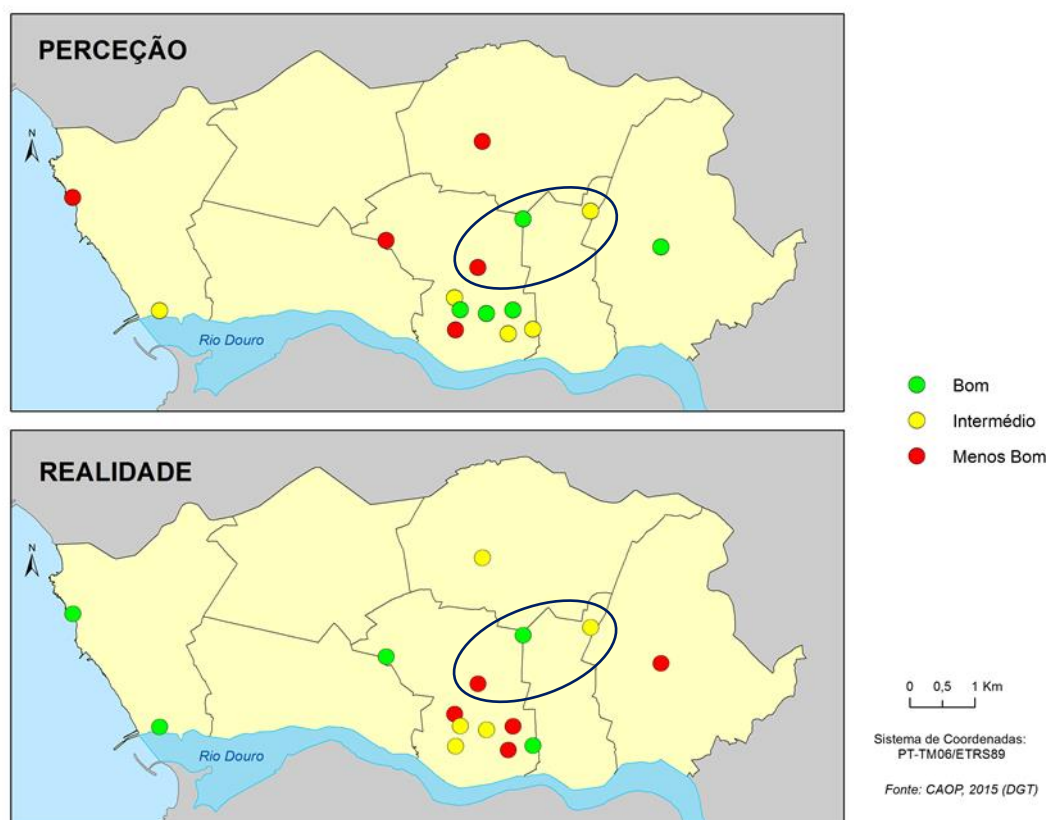 PERCEÇÃO
N
Rio Douro
Bom
Intermédio
Menos Bom
REALIDADE
N
Rio Douro
0 0,5 1 Km
Sistema de Coordenadas:
PT-TM06/ETRS89
Fonte: CAOP, 2015 (DGT)